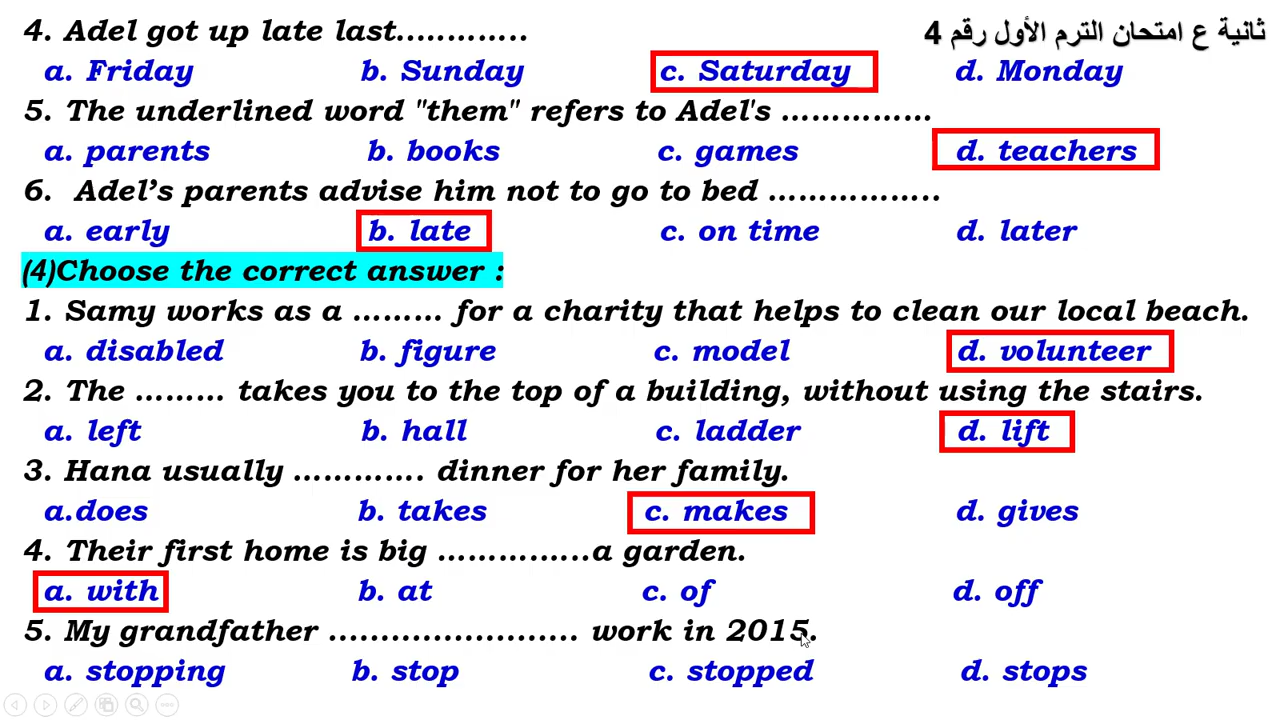 ثانية ع امتحان الترم الأول رقم 4
4. Adel got up late last.............
a. Friday b. Sunday c. Saturday d. Monday
5. The underlined word "them" refers to Adel's ……………
a. parents b. books c. games d. teachers
6. Adel’s parents advise him not to go to bed ……………..
a. early b. late c. on time d. later
(4)Choose the correct answer :
1. Samy works as a ……… for a charity that helps to clean our local beach.
a. disabled b. figure c. model d. volunteer
2. The ……… takes you to the top of a building, without using the stairs.
a. left b. hall c. ladder d. lift
3. Hana usually …………. dinner for her family.
a.does b. takes c. makes d. gives
4. Their first home is big ……………a garden.
a. with b. at c. of d. off
5. My grandfather ........................ work in 2015.
a. stopping b. stop c. stopped d. stops